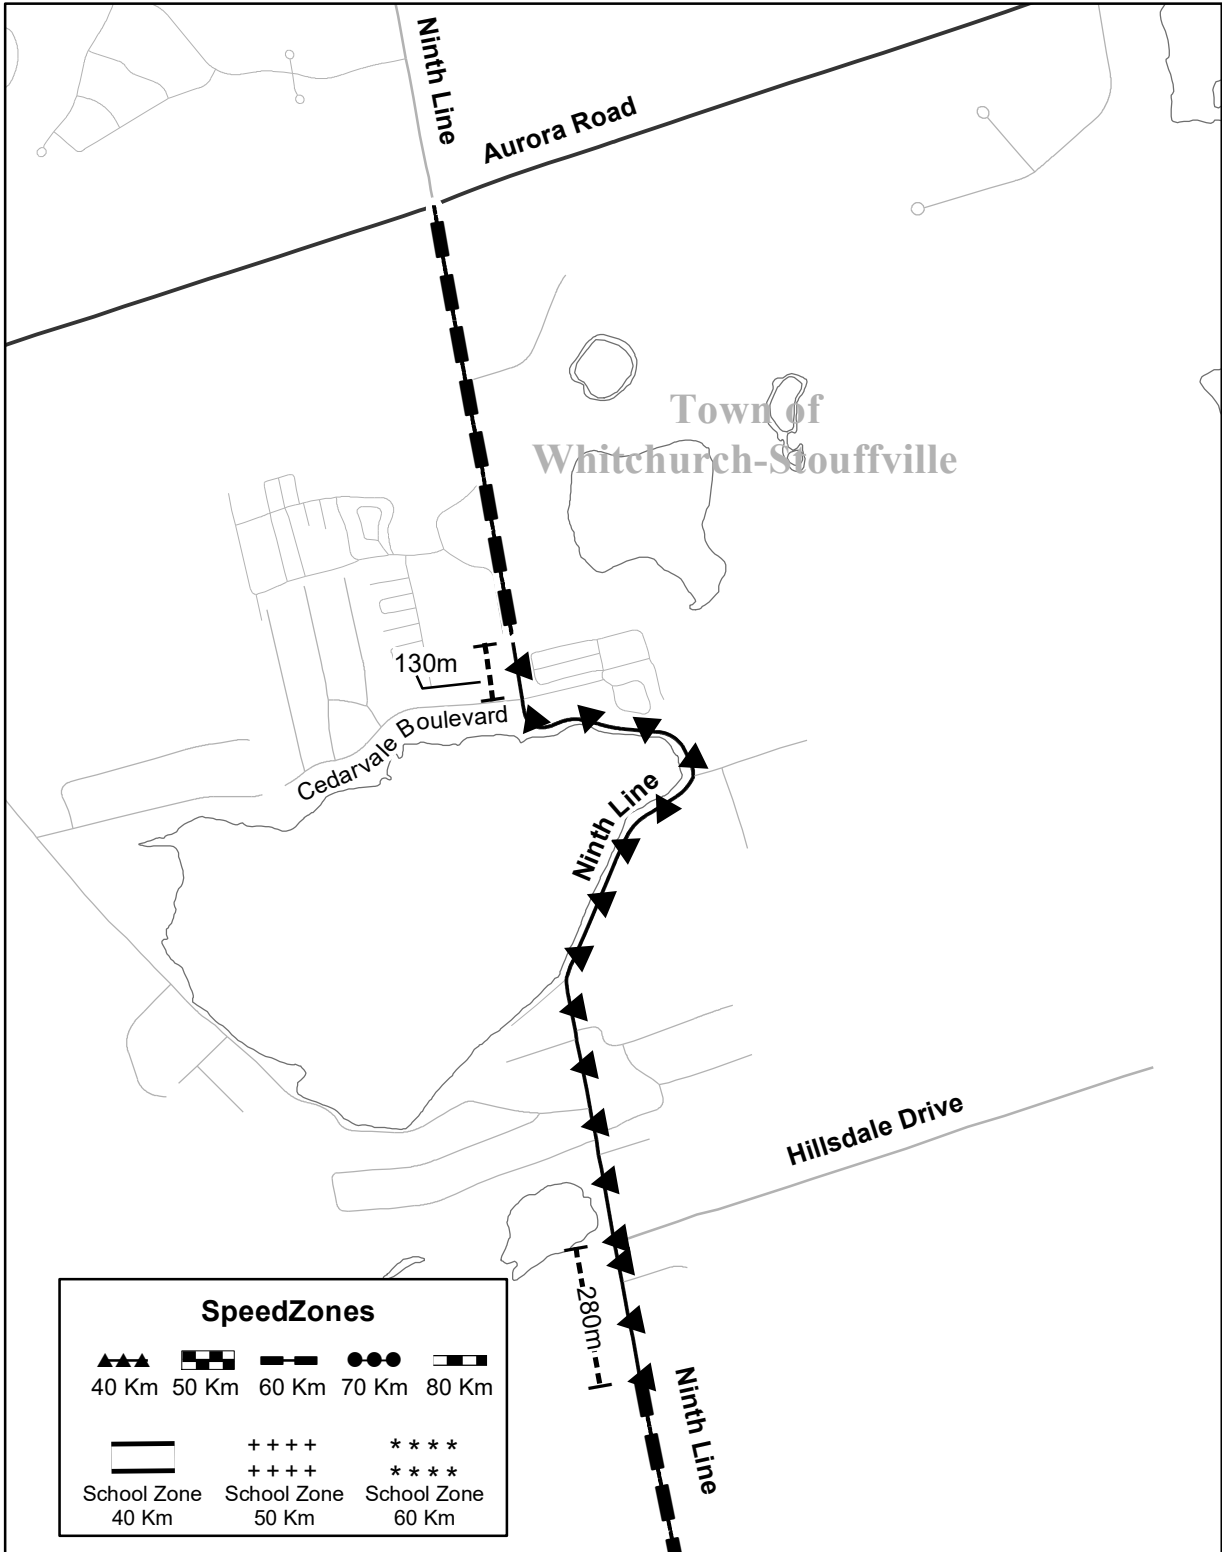 Ninth Line
Aurora Road
Town of
Whitchurch-Stouffville
130m
Cedarvale Boulevard
Ninth Line
Hillsdale Drive
280m
Ninth Line
SpeedZones
40 Km 50 Km 60 Km 70 Km 80 Km
++++ * * * *
++++ * * * *
School Zone School Zone School Zone
40 Km 50 Km 60 Km